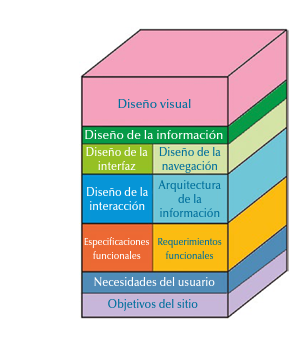 Diseño visual
Diseño de la información
Diseño de la
interfaz
Diseño de la
navegación
Diseño de la
interacción
Arquitectura
de la
información
Especificaciones
funcionales
Requerimientos
funcionales
Necesidades del usuario
Objetivos del sitio